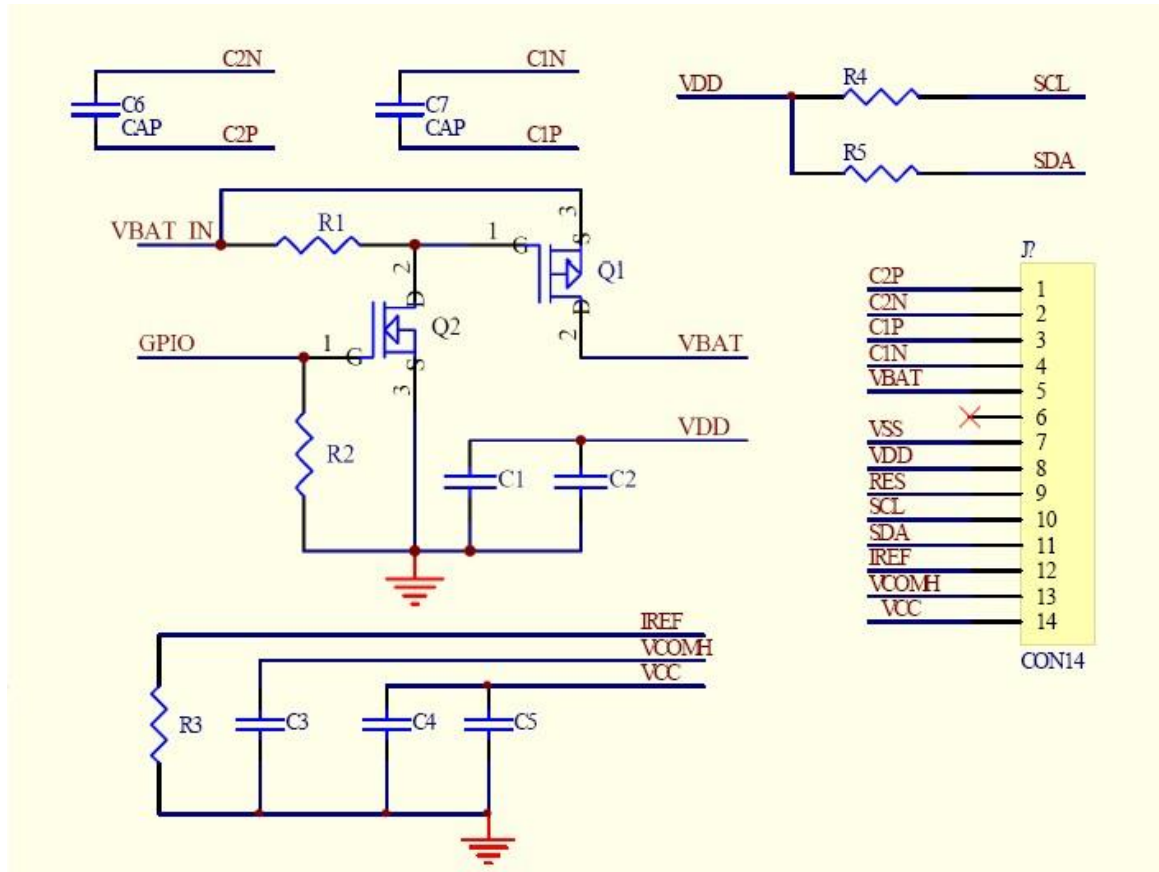 C2N
C6
CAP
C2P
C1N
C7
CAP
C1P
VDD
R4
SCL
R5
SDA
VBAT IN
R1
1
G
3
S
Q1
D
2
VBAT
2
D
Q2
GPIO
1
G
S
3
R2
VDD
C1
C2
J?
C2P
1
C2N
2
C1P
3
C1N
4
VBAT
5
6
VSS
7
VDD
8
RES
9
SCL
10
SDA
11
IREF
12
VCOMH
13
VCC
14
CON14
IREF
VCOMH
VCC
R3
C3
C4
C5